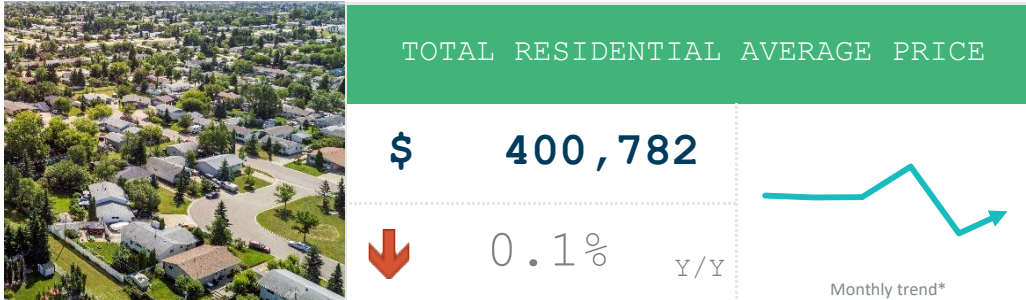 TOTAL RESIDENTIAL AVERAGE PRICE
$ 400,782
0.1% Y/Y
Monthly trend*